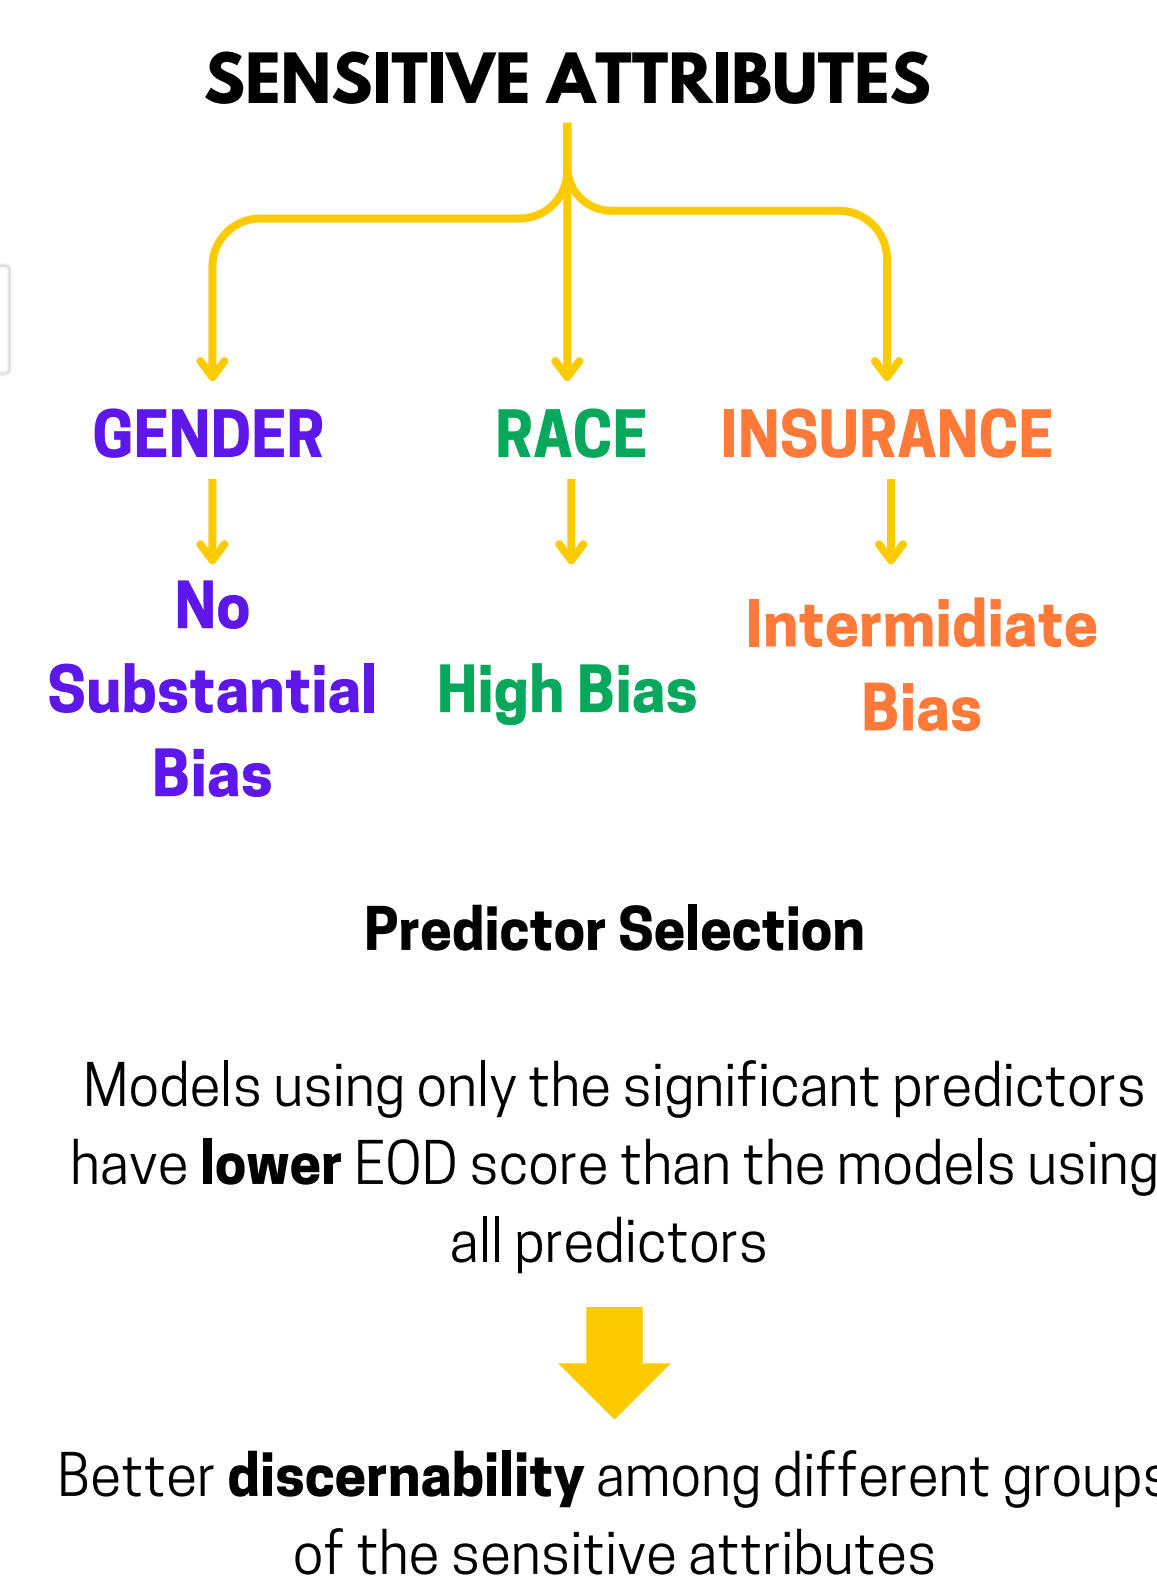 SENSITIVE ATTRIBUTES
GENDER
RACE
INSURANCE
No
Substantial
Bias
High Bias
Intermidiate
Bias
Predictor Selection
Models using only the significant predictors
have lower EOD score than the models using
all predictors
Better discernability among different groups
of the sensitive attributes